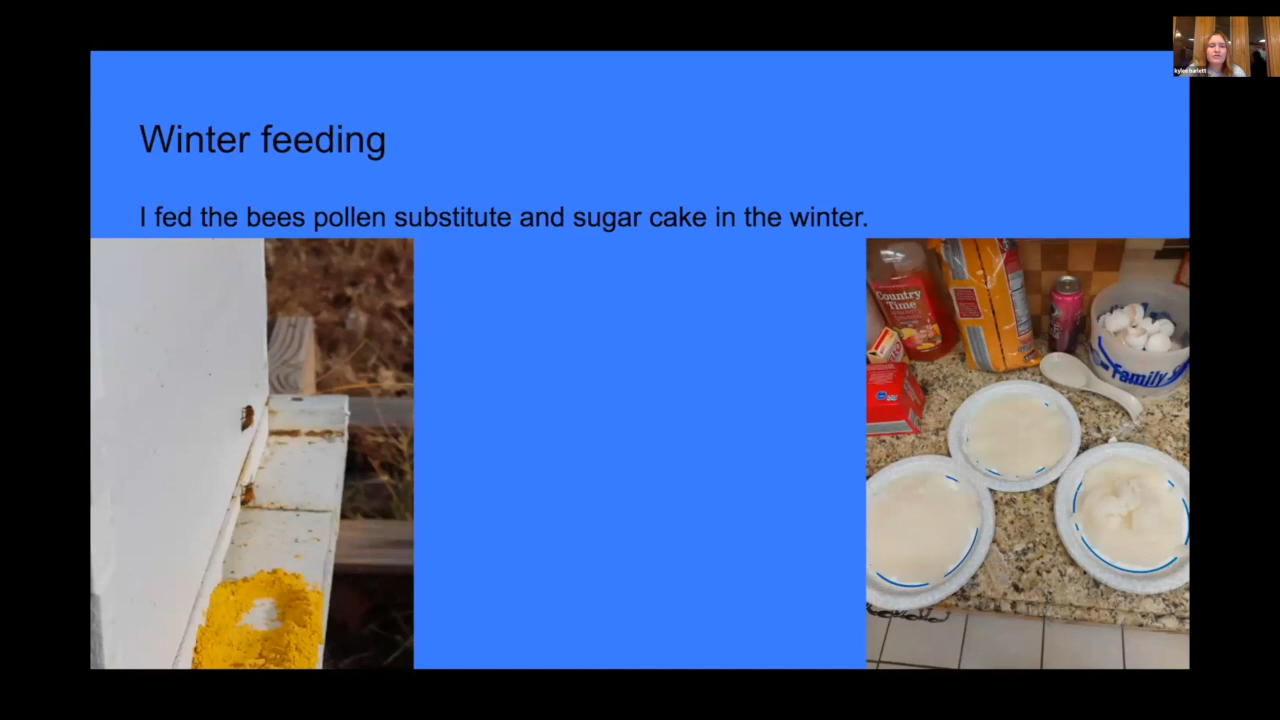 Winter feeding
I fed the bees pollen substitute and sugar cake in the winter.
Country
Time
Family